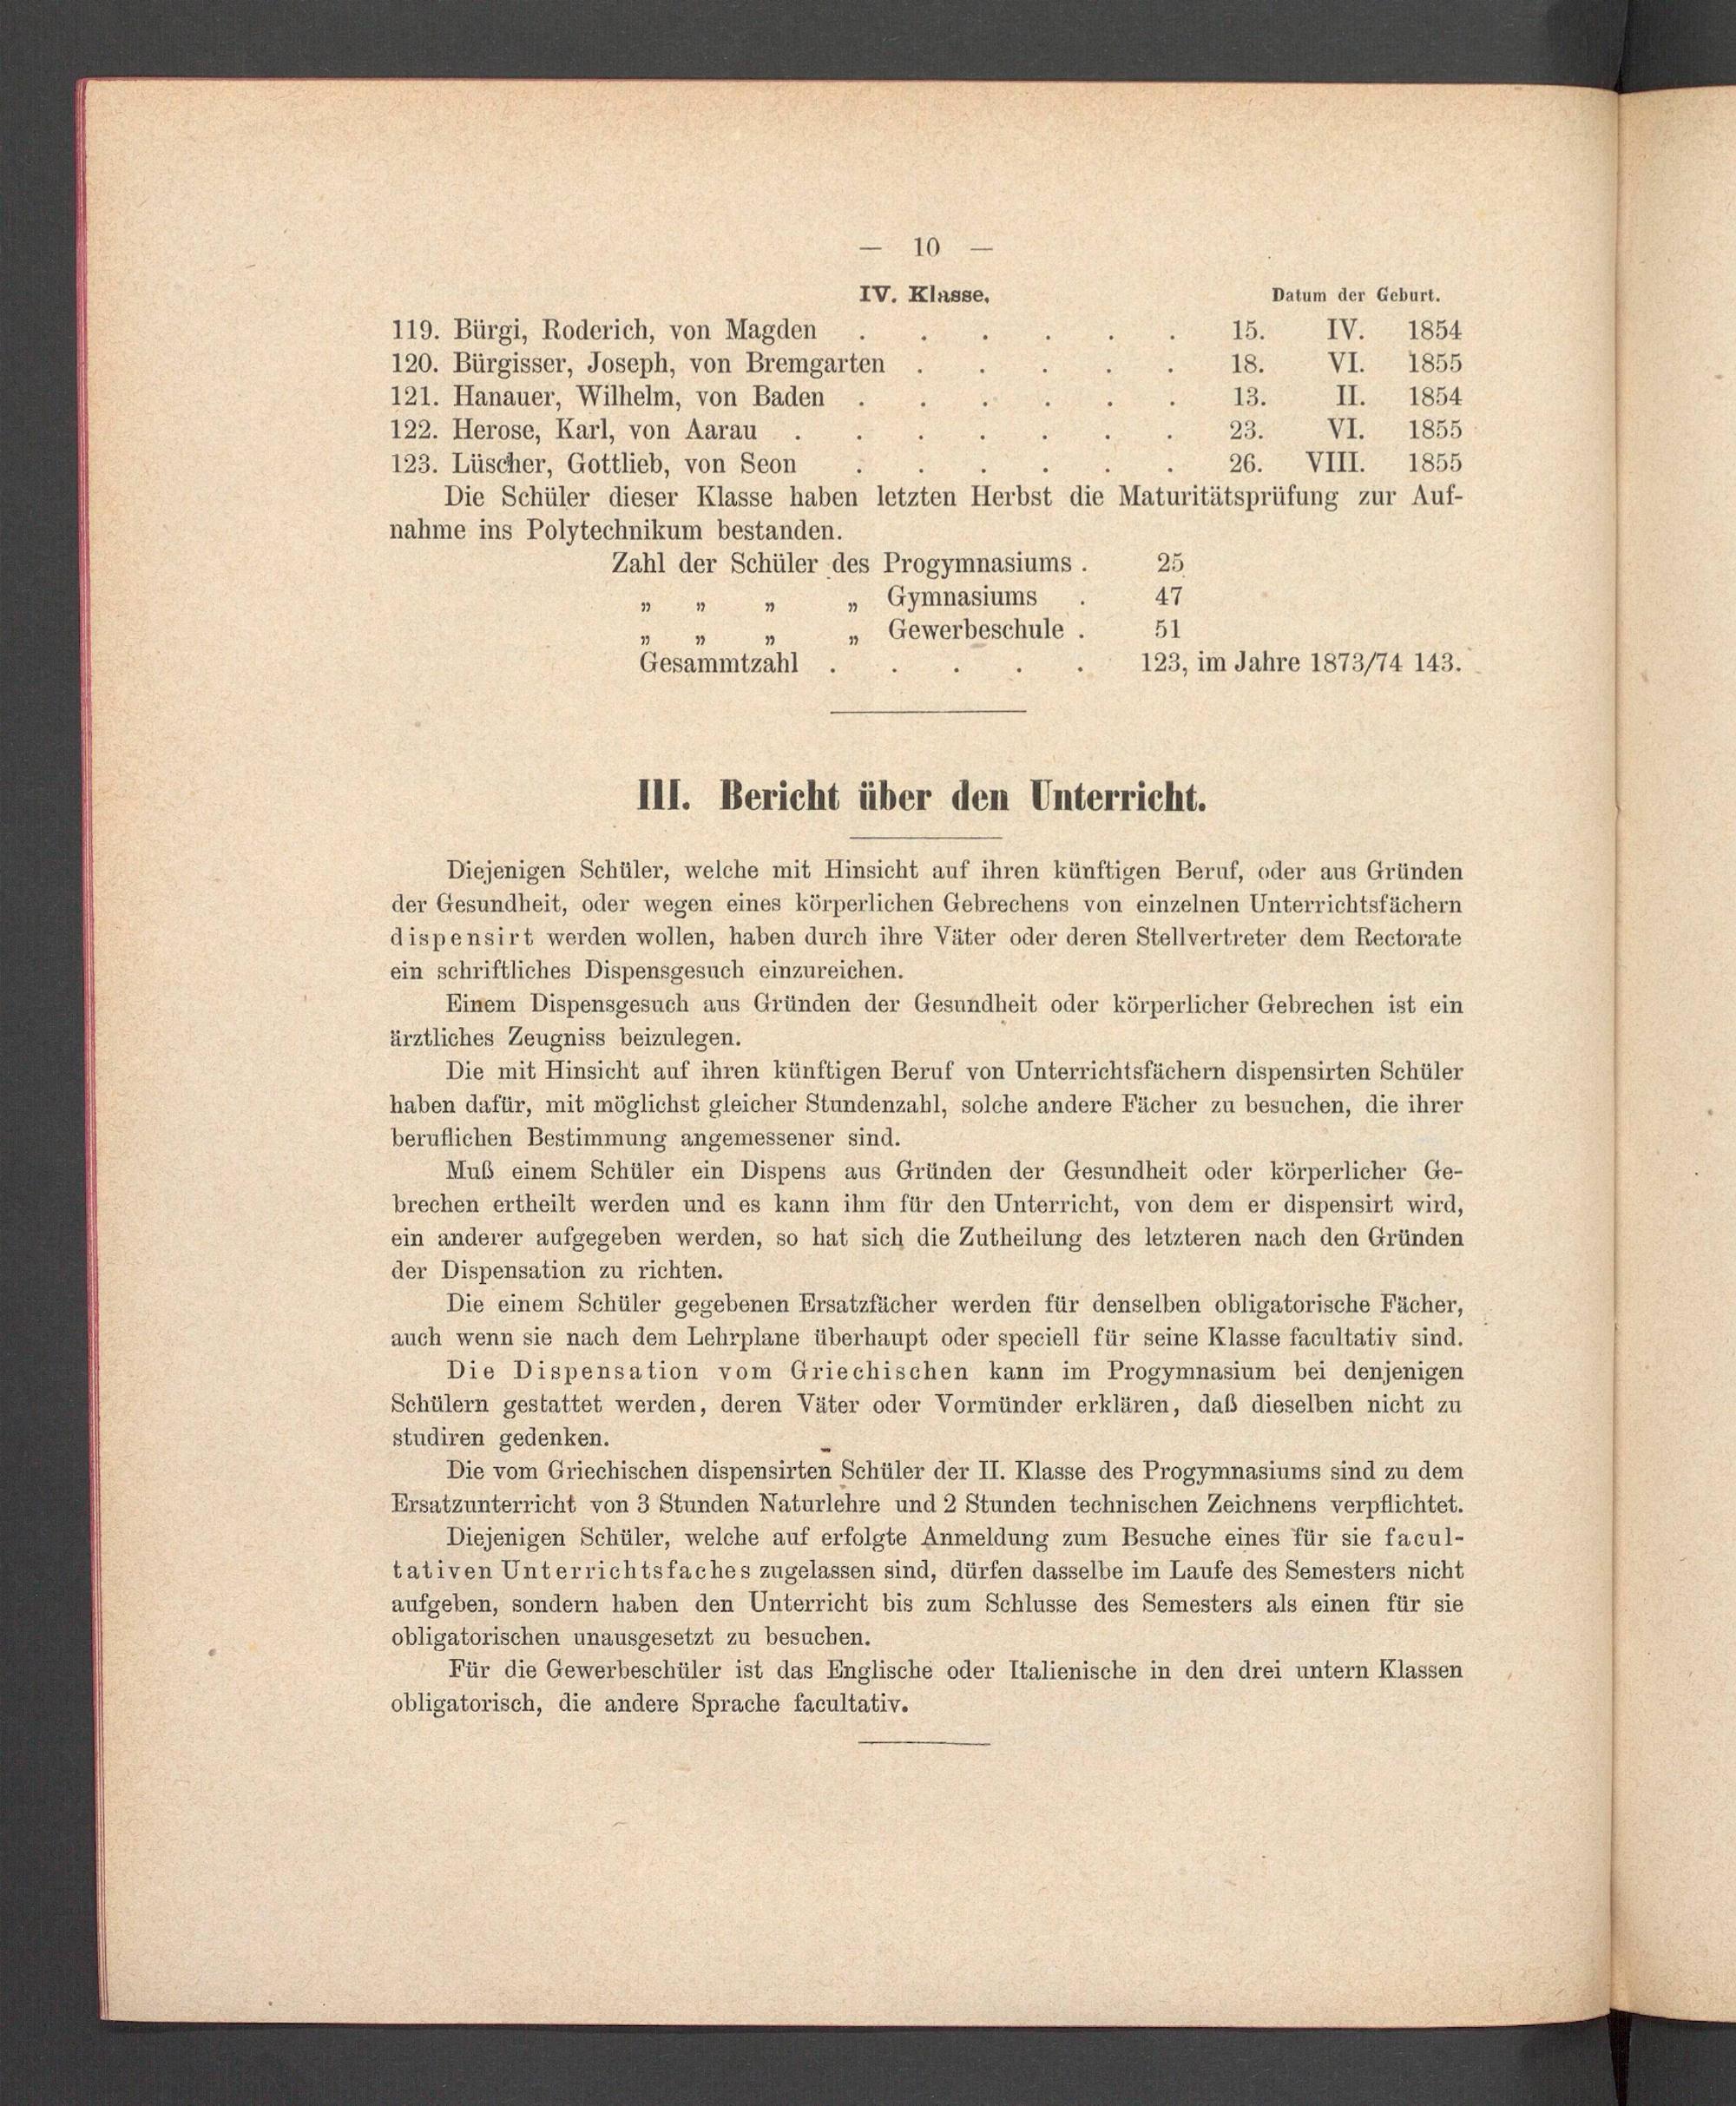 — 10 —
IV. Klasse. Datum der Geburt.
119. Bürgi, Roderich, von Magden . . . . . . 15. IV. 1854
120. Bürgisser, Joseph, von Bremgarten . . . . . 18. VI. 1855
121. Hanauer, Wilhelm, von Baden . . . . . . 13. II. 1854
122. Herose, Karl, von Aarau . . . . . . . 23. VI. 1855
123. Lüscher, Gottlieb, von Seon . . . . . . 26. VIII. 1855
Die Schüler dieser Klasse haben letzten Herbst die Maturitätsprüfung zur Auf-
nahme ins Polytechnikum bestanden.
Zahl der Schüler des Progymnasiums . 25
„ „ „ „ Gymnasiums . 47
„ „ „ „ Gewerbeschule . 51
Gesammtzahl . . . . . 123, im Jahre 1873/74 143.
III. Bericht über den Unterricht.
Diejenigen Schüler, welche mit Hinsicht auf ihren künftigen Beruf, oder aus Gründen
der Gesundheit, oder wegen eines körperlichen Gebrechens von einzelnen Unterrichtsfächern
dispensirt werden wollen, haben durch ihre Väter oder deren Stellvertreter dem Rectorate
ein schriftliches Dispensgesuch einzureichen.
Einem Dispensgesuch aus Gründen der Gesundheit oder körperlicher Gebrechen ist ein
ärztliches Zeugniss beizulegen.
Die mit Hinsicht auf ihren künftigen Beruf von Unterrichtsfächern dispensirten Schüler
haben dafür, mit möglichst gleicher Stundenzahl, solche andere Fächer zu besuchen, die ihrer
beruflichen Bestimmung angemessener sind.
Muß einem Schüler ein Dispens aus Gründen der Gesundheit oder körperlicher Ge-
brechen ertheilt werden und es kann ihm für den Unterricht, von dem er dispensirt wird,
ein anderer aufgegeben werden, so hat sich die Zutheilung des letzteren nach den Gründen
der Dispensation zu richten.
Die einem Schüler gegebenen Ersatzfächer werden für denselben obligatorische Fächer,
auch wenn sie nach dem Lehrplane überhaupt oder speciell für seine Klasse facultativ sind.
Die Dispensation vom Griechischen kann im Progymnasium bei denjenigen
Schülern gestattet werden, deren Väter oder Vormünder erklären, daß dieselben nicht zu
studiren gedenken.
Die vom Griechischen dispensirten Schüler der II. Klasse des Progymnasiums sind zu dem
Ersatzunterricht von 3 Stunden Naturlehre und 2 Stunden technischen Zeichnens verpflichtet.
Diejenigen Schüler, welche auf erfolgte Anmeldung zum Besuche eines für sie facul-
tativen Unterrichtsfaches zugelassen sind, dürfen dasselbe im Laufe des Semesters nicht
aufgeben, sondern haben den Unterricht bis zum Schlusse des Semesters als einen für sie
obligatorischen unausgesetzt zu besuchen.
Für die Gewerbeschüler ist das Englische oder Italienische in den drei untern Klassen
obligatorisch, die andere Sprache facultativ.